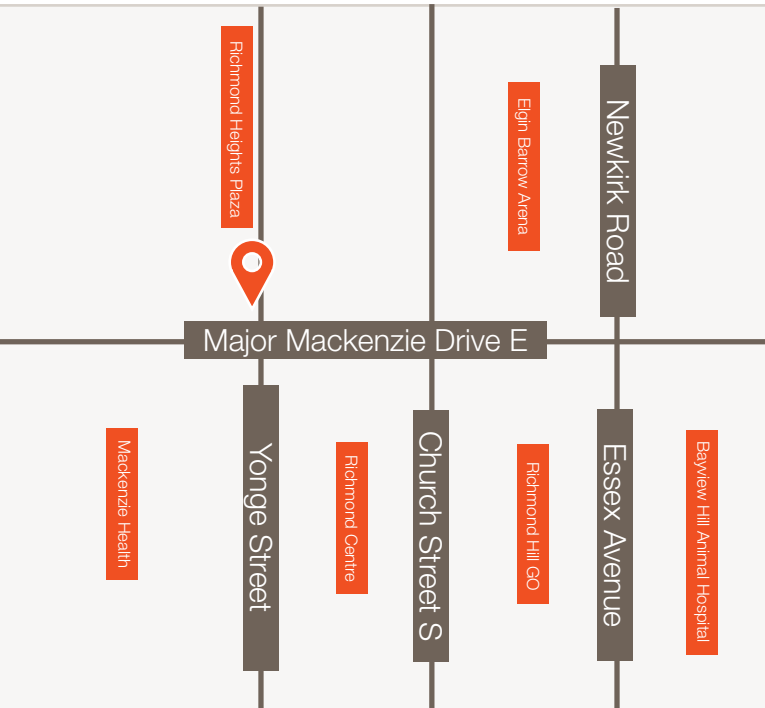 Richmond Heights Plaza
Elgin Barrow Arena
Newkirk Road
Major Mackenzie Drive E
Mackenzie Health
Yonge Street
Richmond Centre
Church Street S
Richmond Hill GO
Essex Avenue
Bayview Hill Animal Hospital